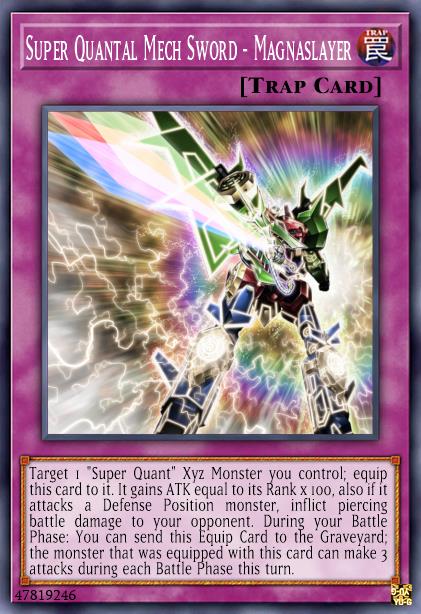 Super Quantal Mech Sword - Magnaslayer
TRAP
罠
[Trap Card]
Target 1 "Super Quant" Xyz Monster you control; equip
this card to it. It gains ATK equal to its Rank x 100, also if it
attacks a Defense Position monster, inflict piercing
battle damage to your opponent. During your Battle
Phase: You can send this Equip Card to the Graveyard;
the monster that was equipped with this card can make 3
attacks during each Battle Phase this turn.
47819246